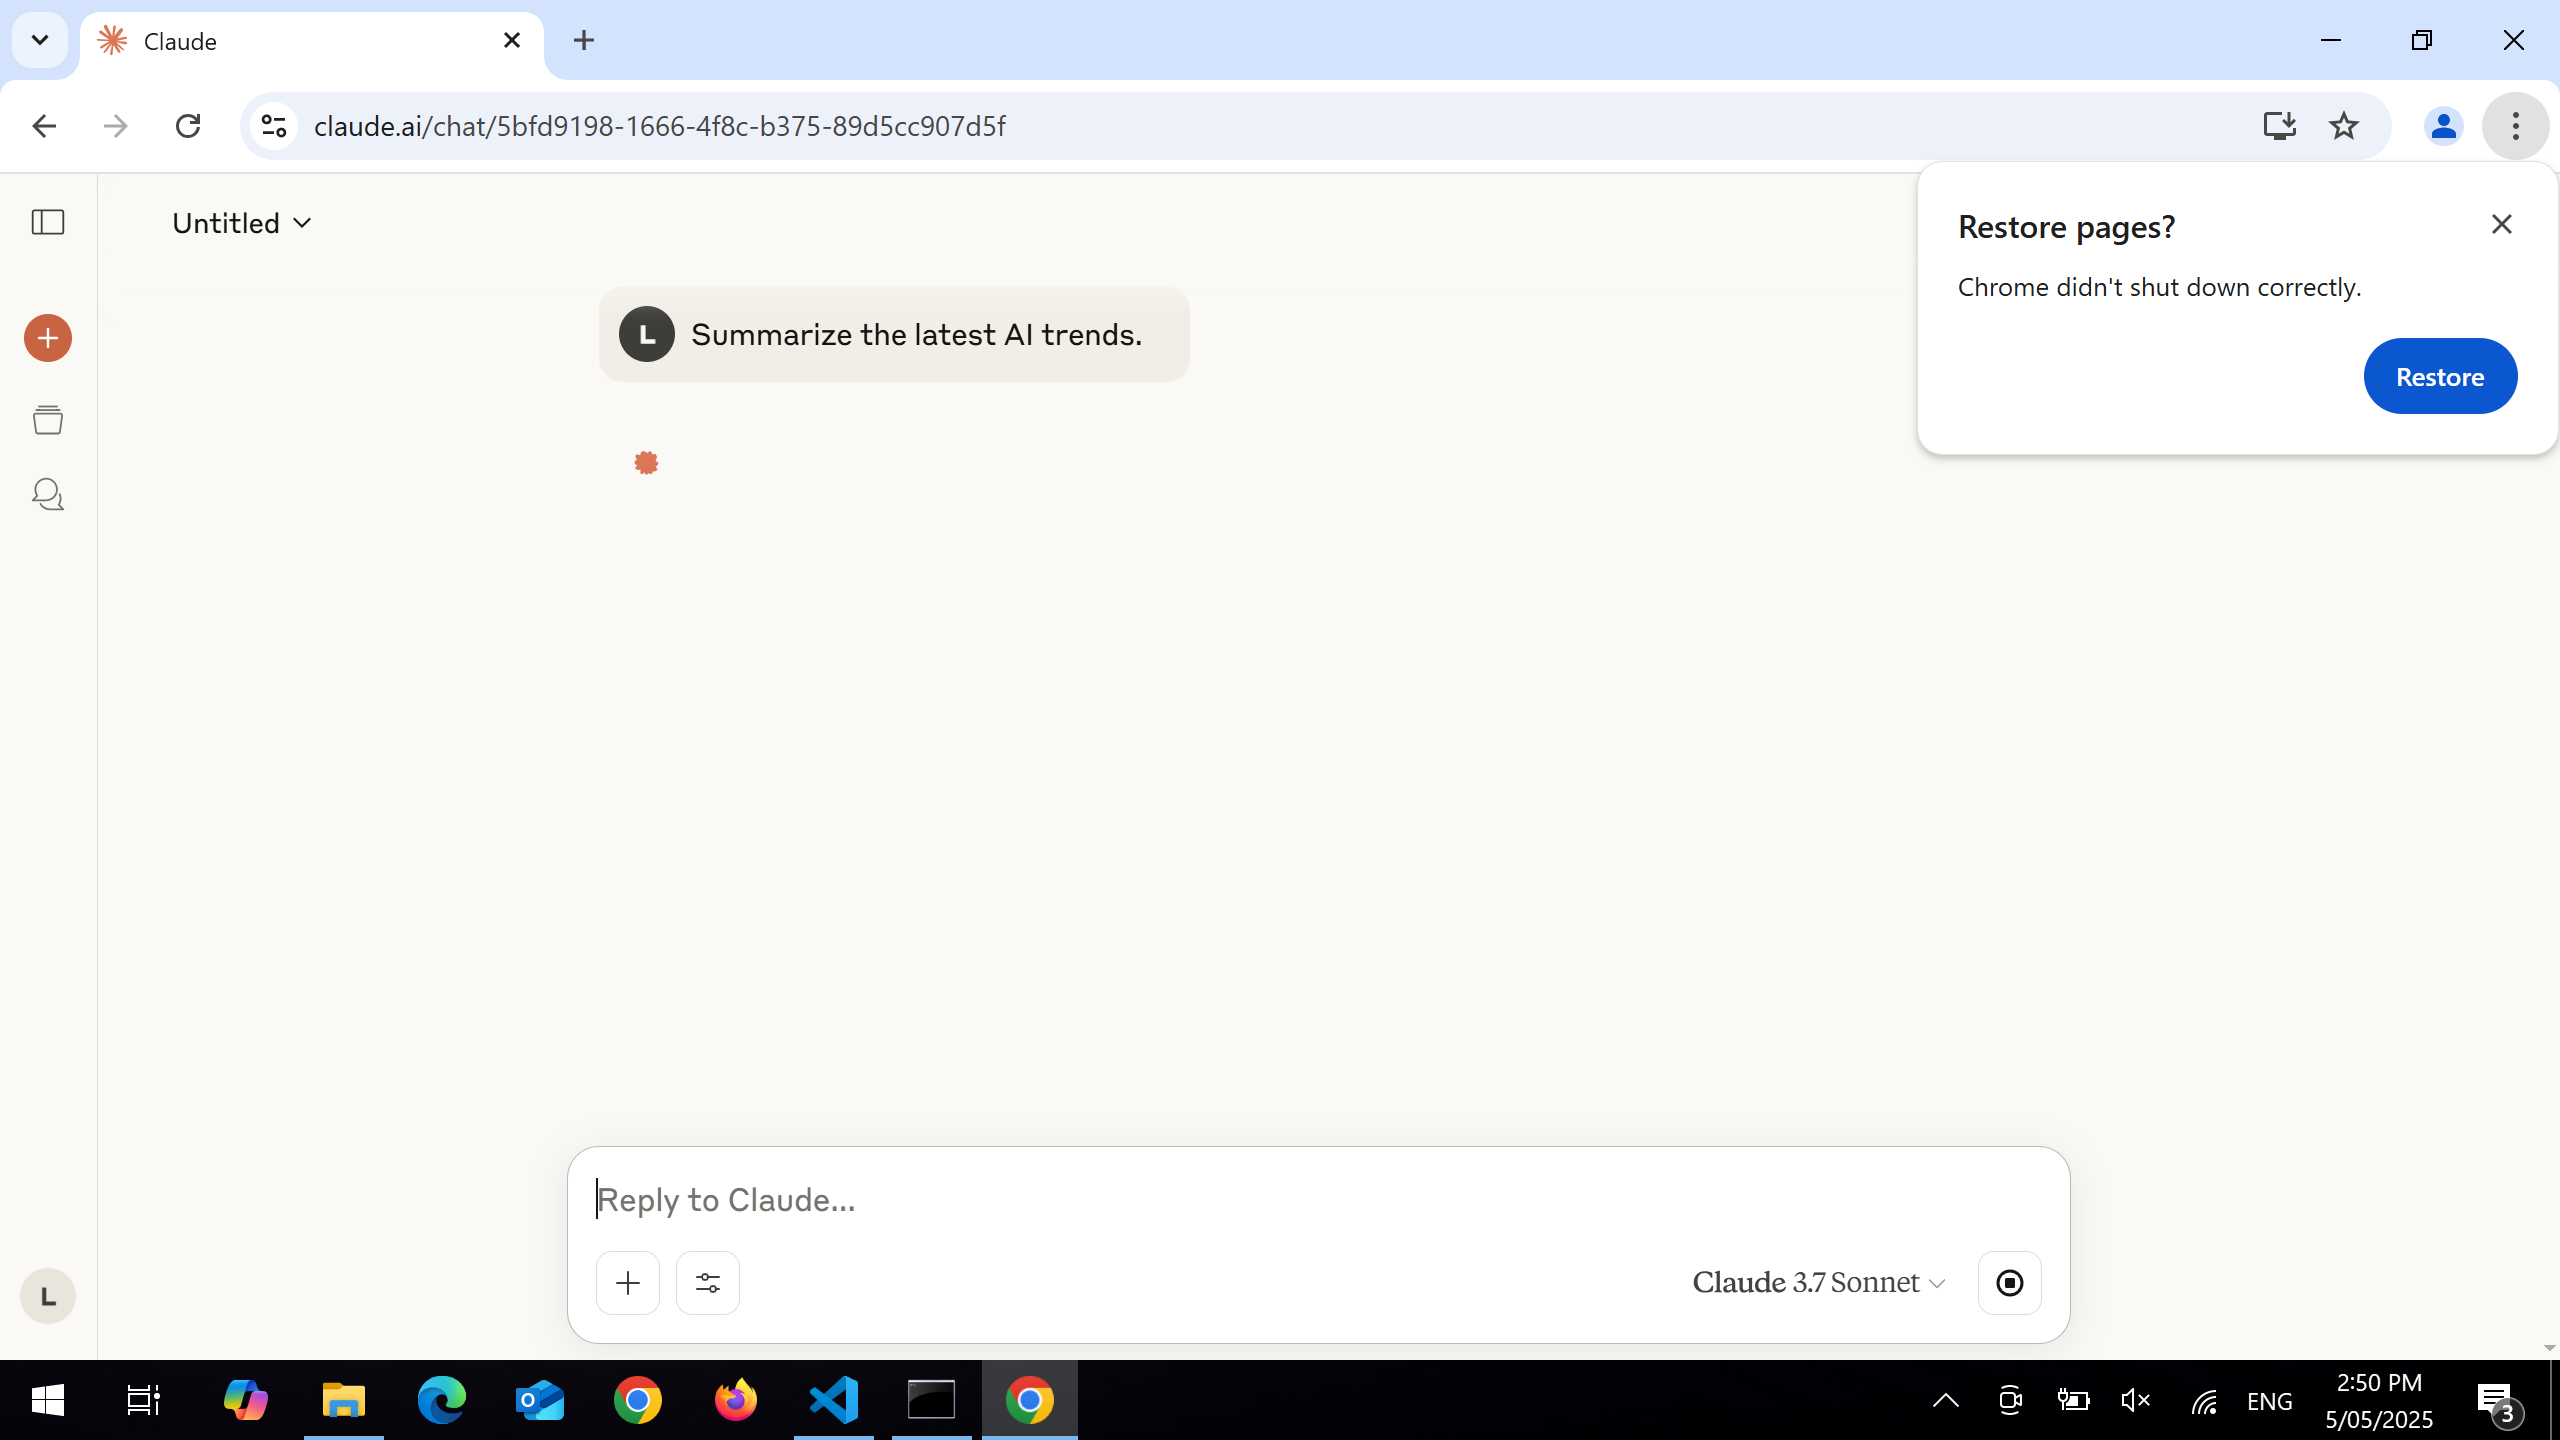 Claude
claude.ai/chat/5bfd9198-1666-4f8c-b375-89d5cc907d5f
Untitled
Restore pages?
Chrome didn't shut down correctly.
Restore
L Summarize the latest AI trends.
Reply to Claude...
Claude 3.7 Sonnet
L
ENG
2:50 PM
5/05/2025
3